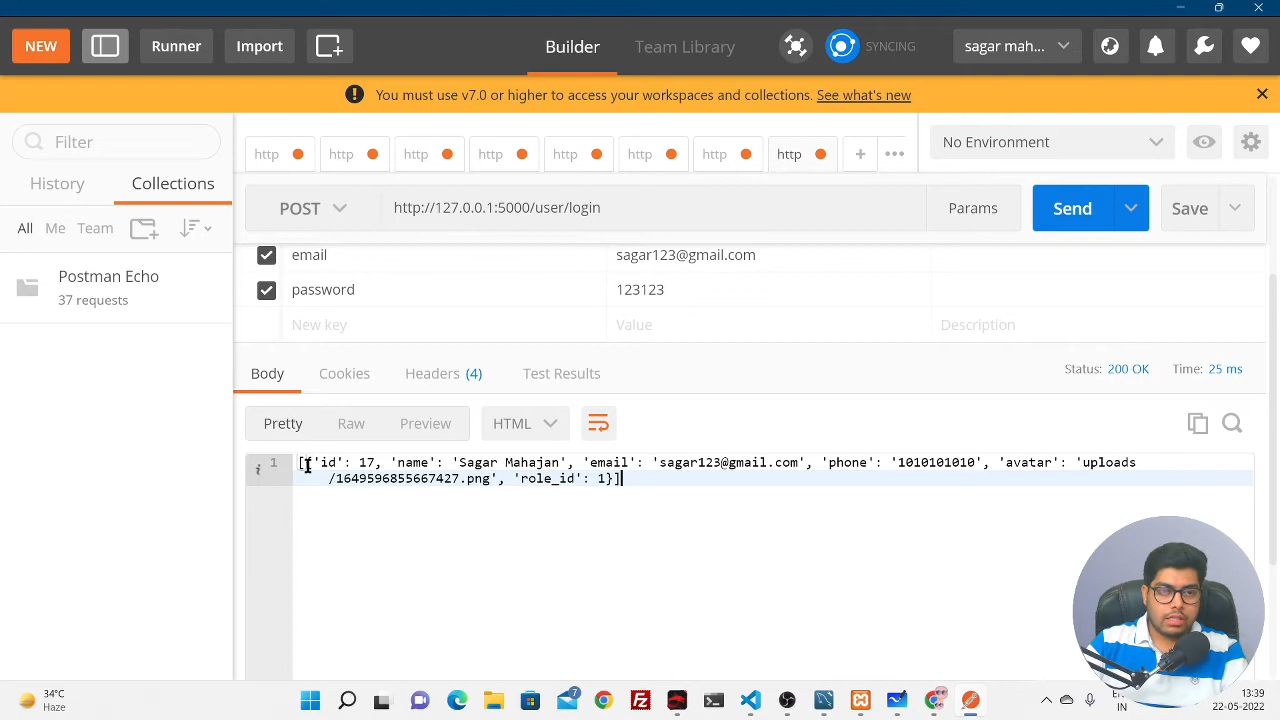 NEW
Runner
Import
Builder
Team Library
SYNCING
sagar mah...
You must use v7.0 or higher to access your workspaces and collections. See what's new
Filter
http
http
http
http
http
http
http
http
No Environment
History
Collections
POST
http://127.0.0.1:5000/user/login
Params
Send
Save
All
Me
Team
email
sagar123@gmail.com
Postman Echo
37 requests
password
123123
New key
Value
Description
Body
Cookies
Headers (4)
Test Results
Status: 200 OK
Time: 25 ms
Pretty
Raw
Preview
HTML
i
1
[{'id': 17, 'name': 'Sagar Mahajan', 'email': 'sagar123@gmail.com', 'phone': '1010101010', 'avatar': 'uploads
/1649596855667427.png', 'role_id': 1}]
34°C
Haze
7
IN
13:39
22-05-2022